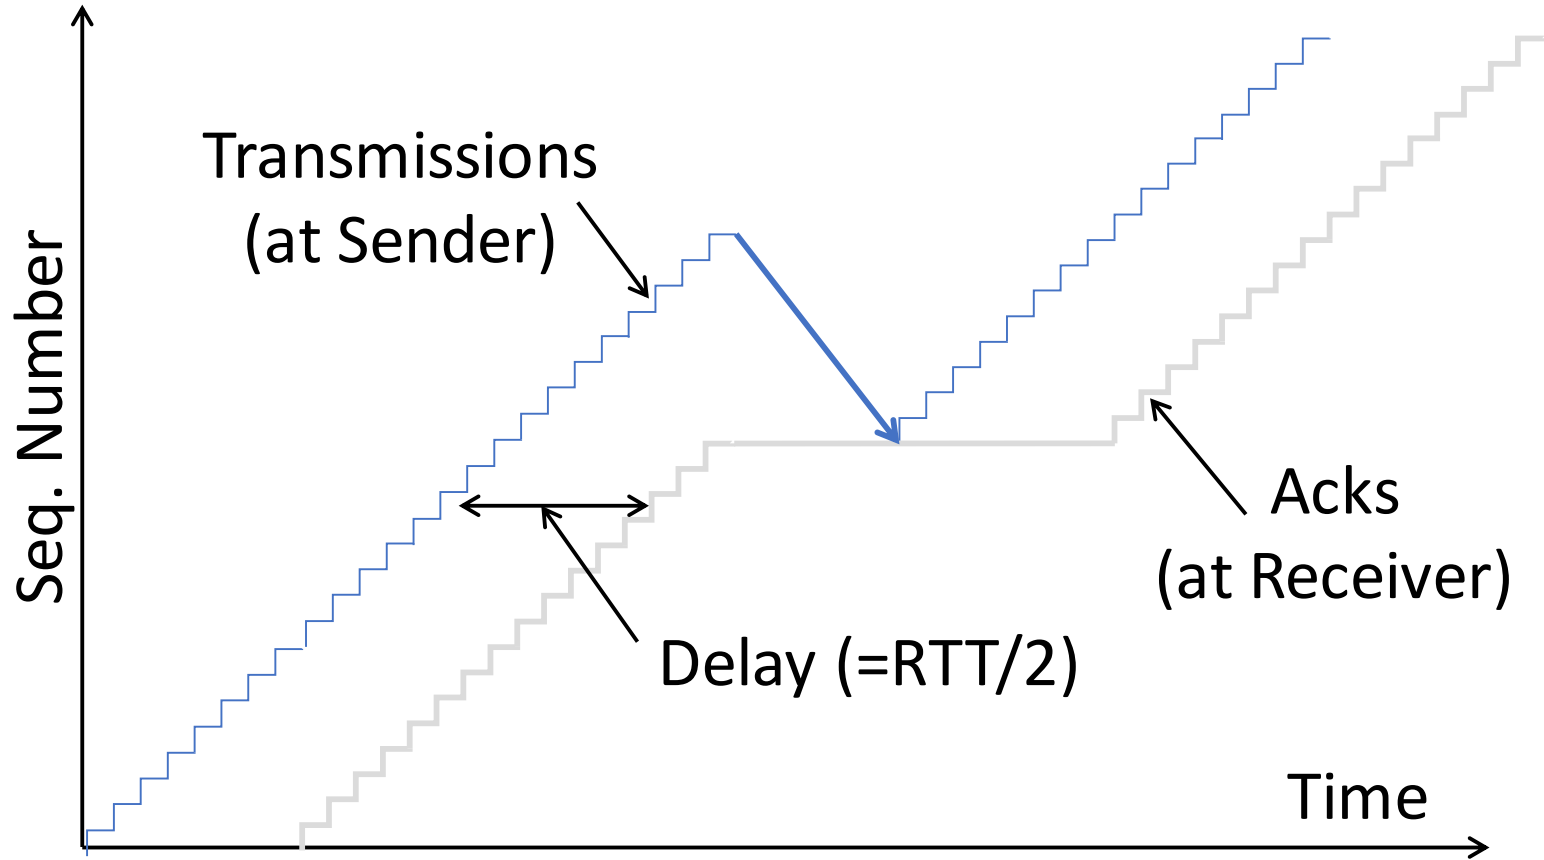 Transmissions
(at Sender)
Seq. Number
Acks
(at Receiver)
Delay (=RTT/2)
Time